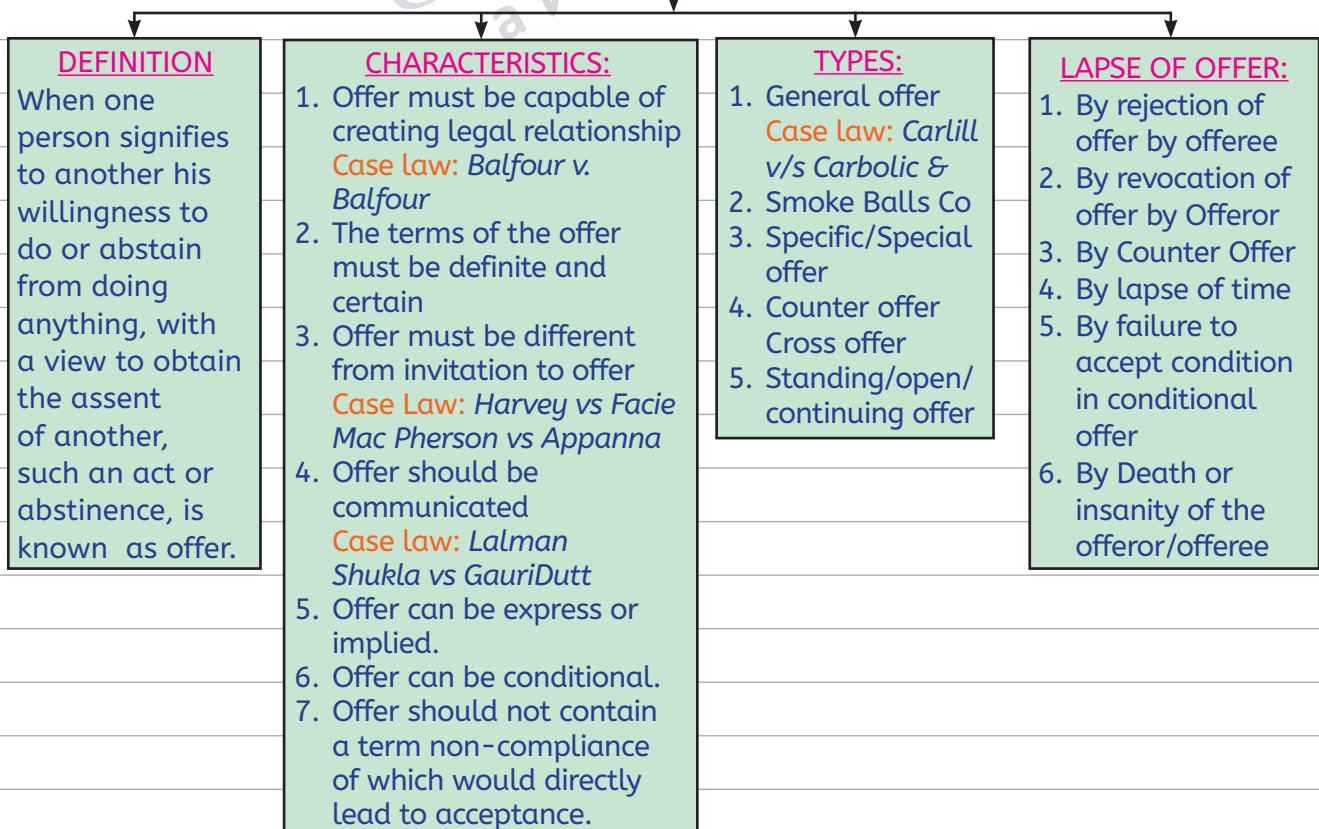 DEFINITION
When one
person signifies
to another his
willingness to
do or abstain
from doing
anything, with
a view to obtain
the assent
of another,
such an act or
abstinence, is
known as offer.
CHARACTERISTICS:
1. Offer must be capable of
creating legal relationship
Case law: Balfour v.
Balfour
2. The terms of the offer
must be definite and
certain
3. Offer must be different
from invitation to offer
Case Law: Harvey vs Facie
Mac Pherson vs Appanna
4. Offer should be
communicated
Case law: Lalman
Shukla vs GauriDutt
5. Offer can be express or
implied.
6. Offer can be conditional.
7. Offer should not contain
a term non-compliance
of which would directly
lead to acceptance.
TYPES:
1. General offer
Case law: Carlill
v/s Carbolic &
2. Smoke Balls Co
3. Specific/Special
offer
4. Counter offer
Cross offer
5. Standing/open/
continuing offer
LAPSE OF OFFER:
1. By rejection of
offer by offeree
2. By revocation of
offer by Offeror
3. By Counter Offer
4. By lapse of time
5. By failure to
accept condition
in conditional
offer
6. By Death or
insanity of the
offeror/offeree